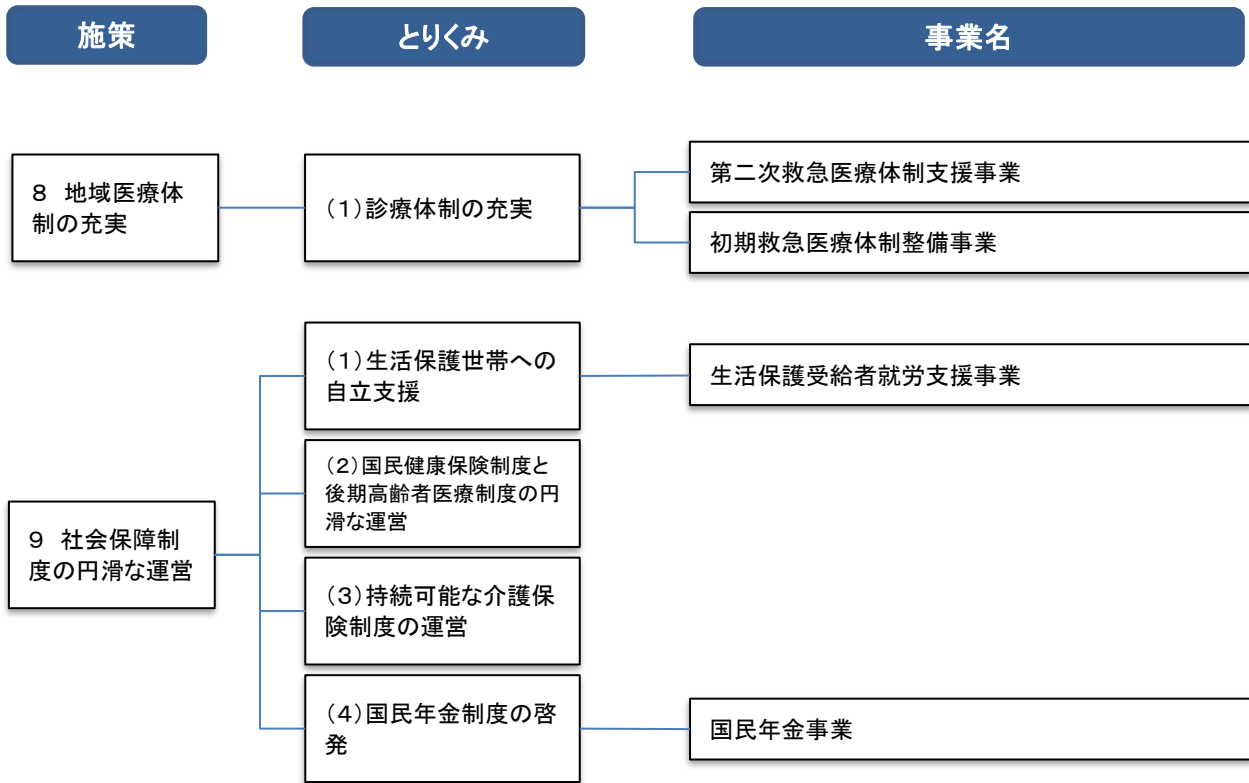 施策
とりくみ
事業名
８　地域医療体
制の充実
（１）診療体制の充実
第二次救急医療体制支援事業
初期救急医療体制整備事業
９　社会保障制
度の円滑な運営
（１）生活保護世帯への
自立支援
生活保護受給者就労支援事業
（２）国民健康保険制度と
後期高齢者医療制度の円
滑な運営
（３）持続可能な介護保
険制度の運営
（４）国民年金制度の啓
発
国民年金事業